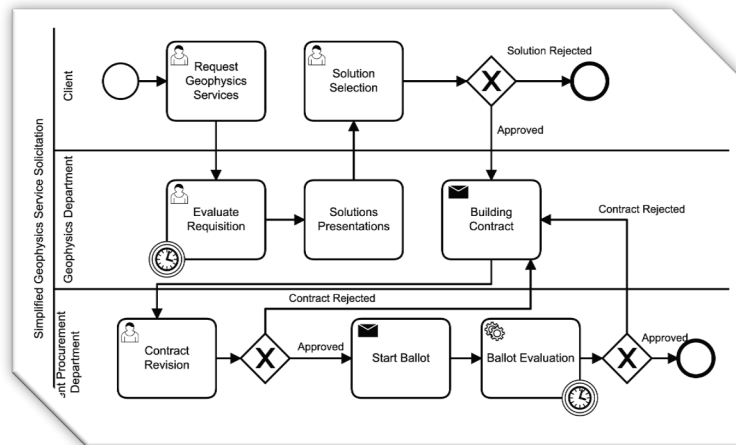 Simplified Geophysics Service Solicitation
Client
Request
Geophysics
Services
Solution
Selection
X
Solution Rejected
Approved
Geophysics Department
Evaluate
Requisition
Solutions
Presentations
Building
Contract
Contract Rejected
Procurement
Department
Contract Rejected
Contract
Revision
X
Approved
Start Ballot
Ballot Evaluation
X
Approved